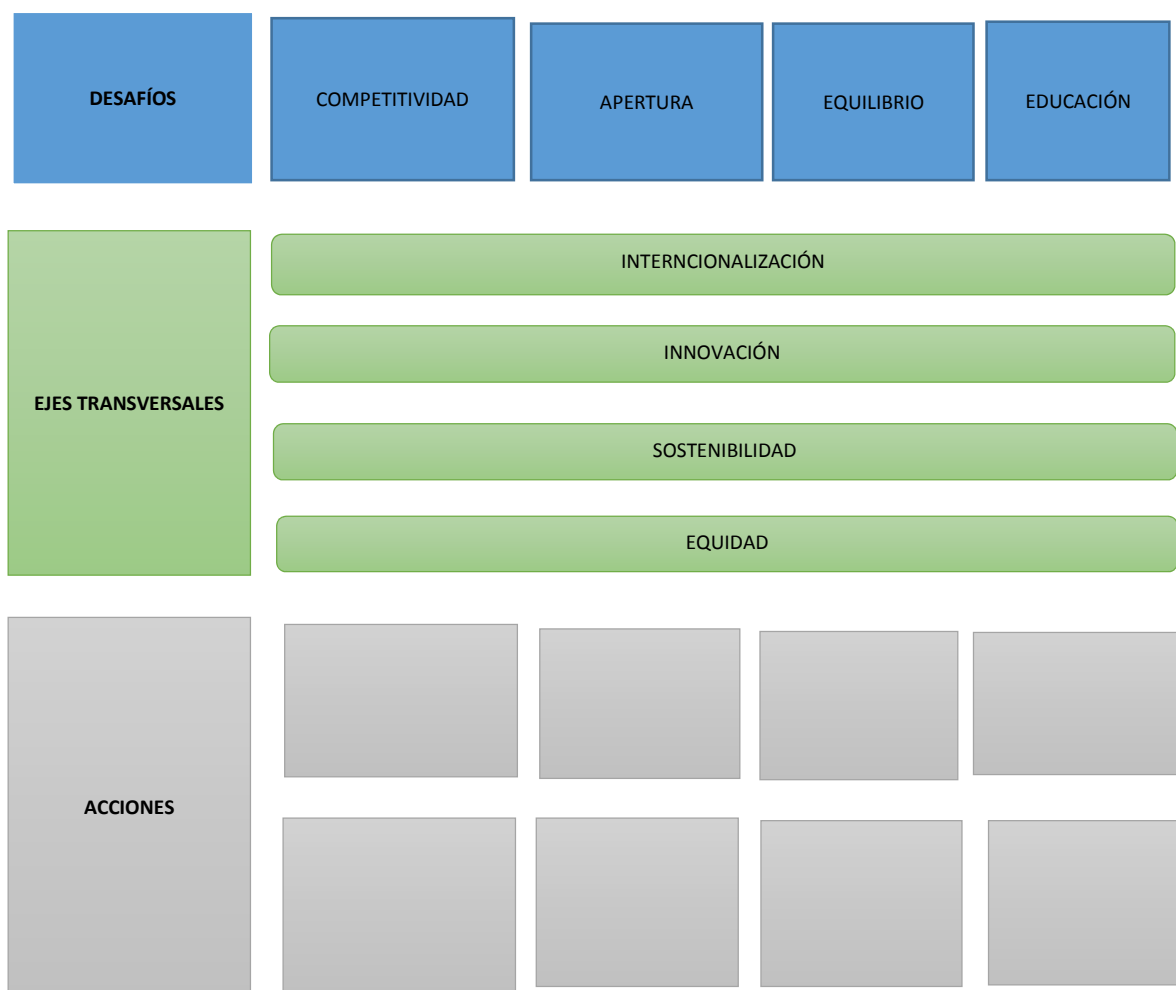 DESAFÍOS
COMPETITIVIDAD
APERTURA
EQUILIBRIO
EDUCACIÓN
EJES TRANSVERSALES
INTERNCIONALIZACIÓN
INNOVACIÓN
SOSTENIBILIDAD
EQUIDAD
ACCIONES